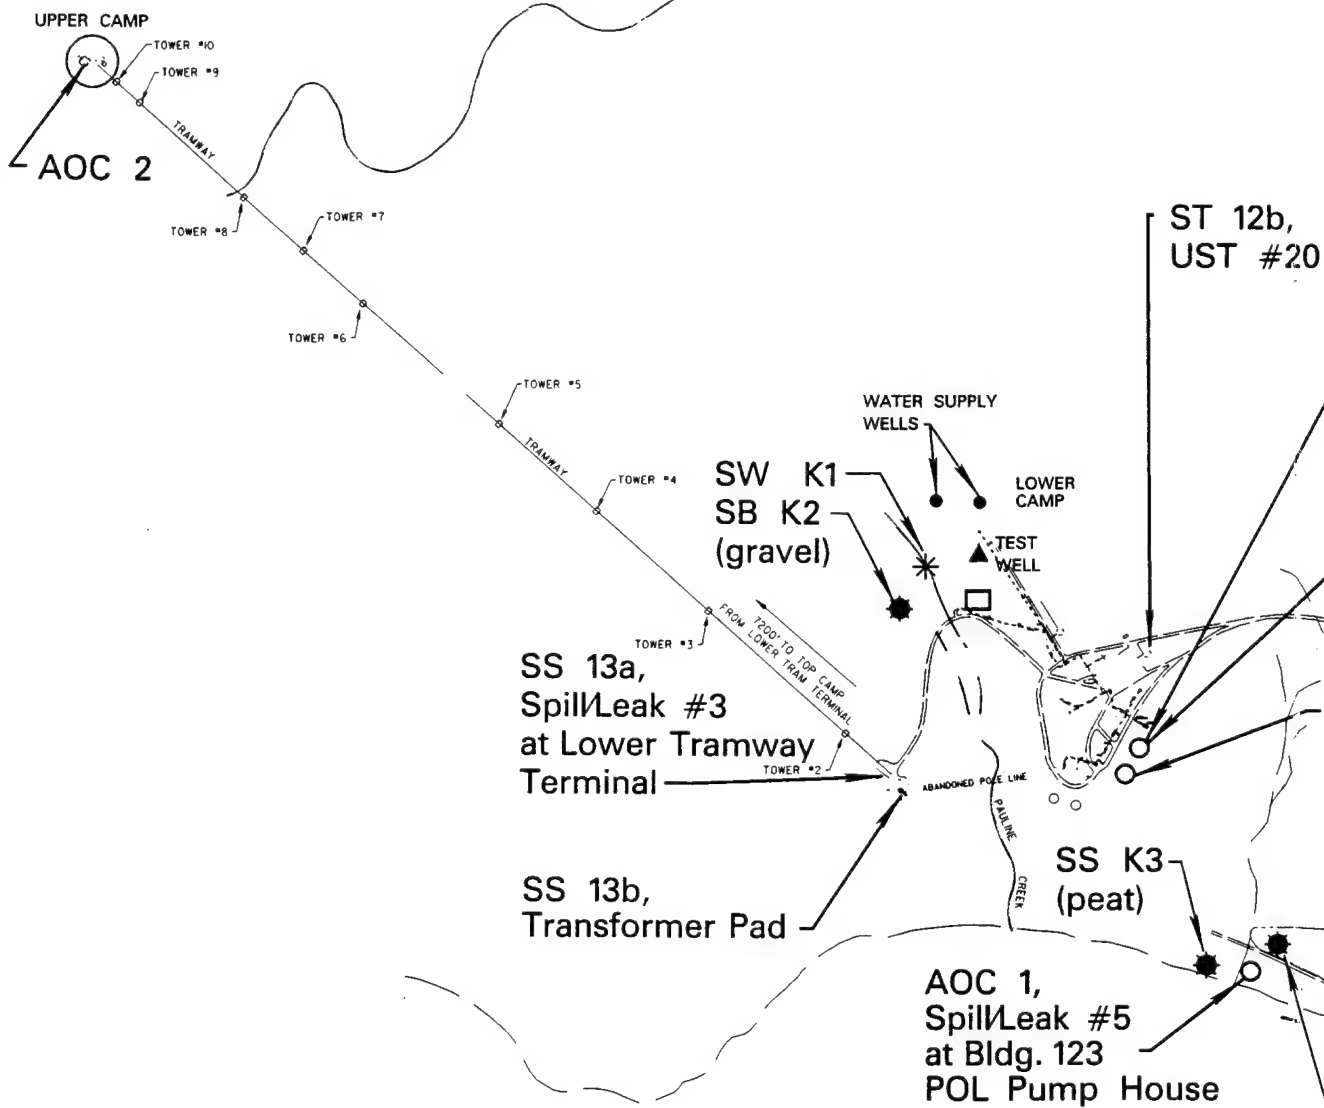 UPPER CAMP
TOWER #10
TOWER #9
TRAMWAY
AOC 2
TOWER #7
TOWER #8
TOWER #6
ST 12b,
UST #20
TOWER #5
TRAMWAY
TOWER #4
WATER SUPPLY
WELLS
SW K1
SB K2
(gravel)
LOWER
CAMP
TEST
WELL
TOWER #3
7200' TO TOP CAMP
FROM LOWER TRAM TERMINAL
SS 13a,
Spill/Leak #3
at Lower Tramway
Terminal
TOWER #2
ABANDONED POLE LINE
PAULINE
CREEK
SS 13b,
Transformer Pad
SS K3
(peat)
AOC 1,
Spill/Leak #5
at Bldg. 123
POL Pump House